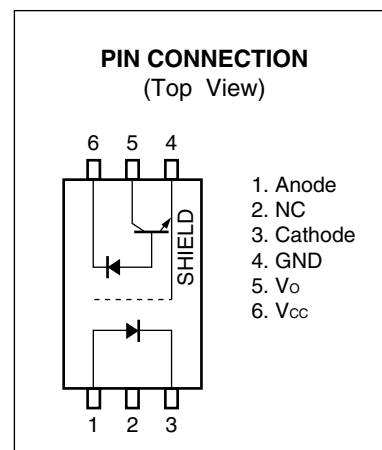 PIN CONNECTION
(Top View)
6 5 4
SHIELD
1 2 3
1. Anode
2. NC
3. Cathode
4. GND
5. Vo
6. Vcc